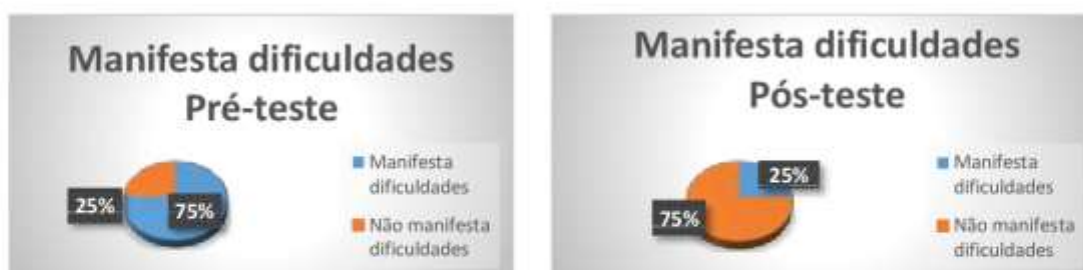 Manifesta dificuldades
Pré-teste
25%
75%
Manifesta
dificuldades
Não manifesta
dificuldades
Manifesta dificuldades
Pós-teste
25%
75%
Manifesta
dificuldades
Não manifesta
dificuldades